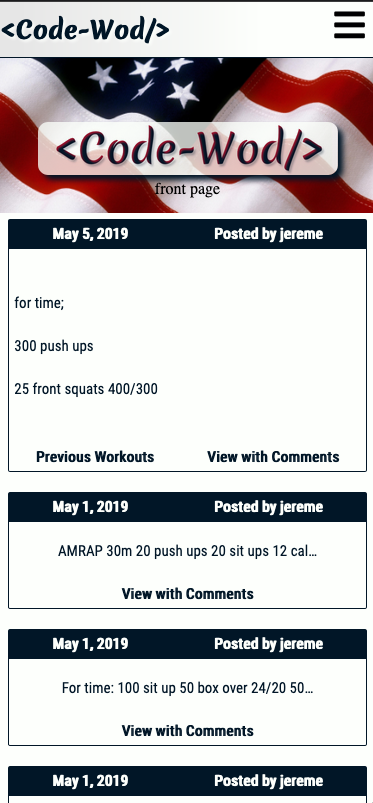 <Code-Wod/>
<Code-Wod/>
front page
May 5, 2019 Posted by jereme
for time;
300 push ups
25 front squats 400/300
Previous Workouts View with Comments
May 1, 2019 Posted by jereme
AMRAP 30m 20 push ups 20 sit ups 12 cal…
View with Comments
May 1, 2019 Posted by jereme
For time: 100 sit up 50 box over 24/20 50…
View with Comments
May 1, 2019 Posted by jereme